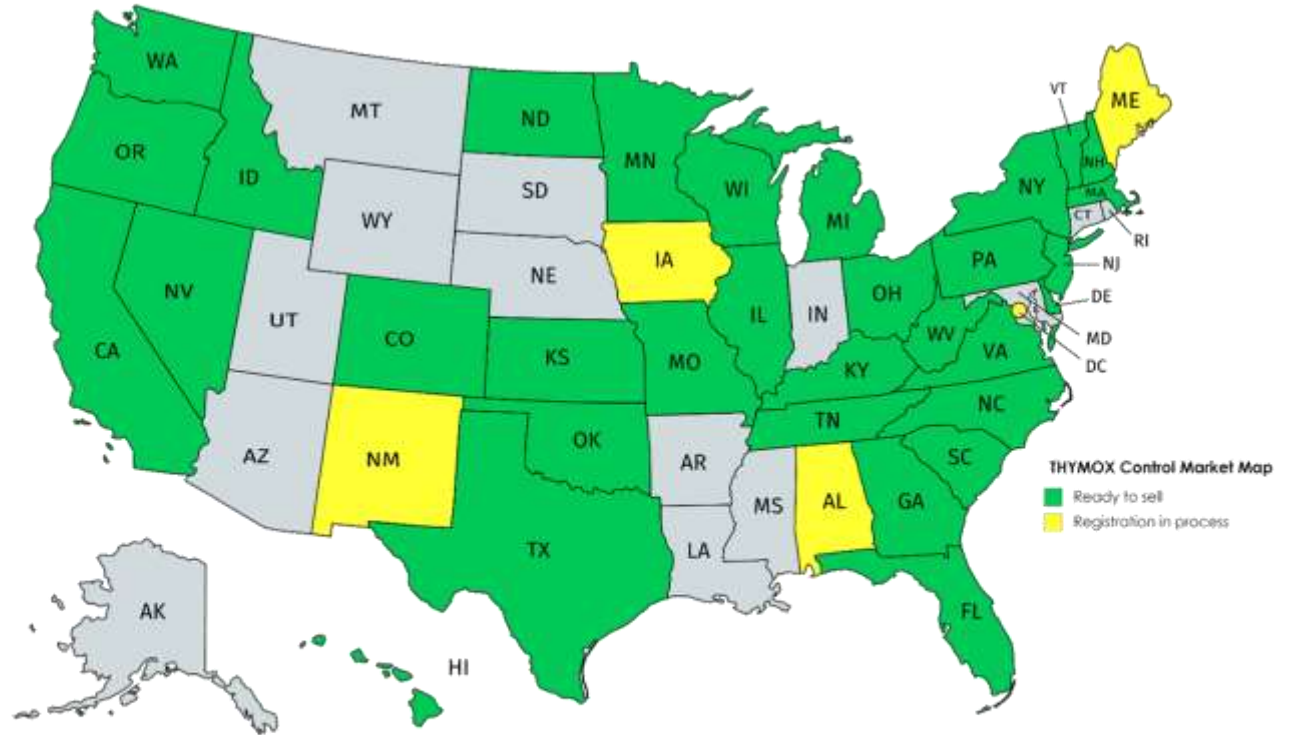 WA
MT
ND
MN
OR
ID
SD
WI
WY
MI
NY
VT
NH
ME
MA
CT
RI
IA
NE
PA
NJ
NV
UT
CO
IL
IN
OH
DE
MD
DC
CA
KS
MO
WV
VA
KY
AZ
NM
OK
AR
TN
NC
SC
MS
AL
GA
TX
LA
FL
AK
HI
THYMOX Control Market Map
Ready to sell
Registration in process